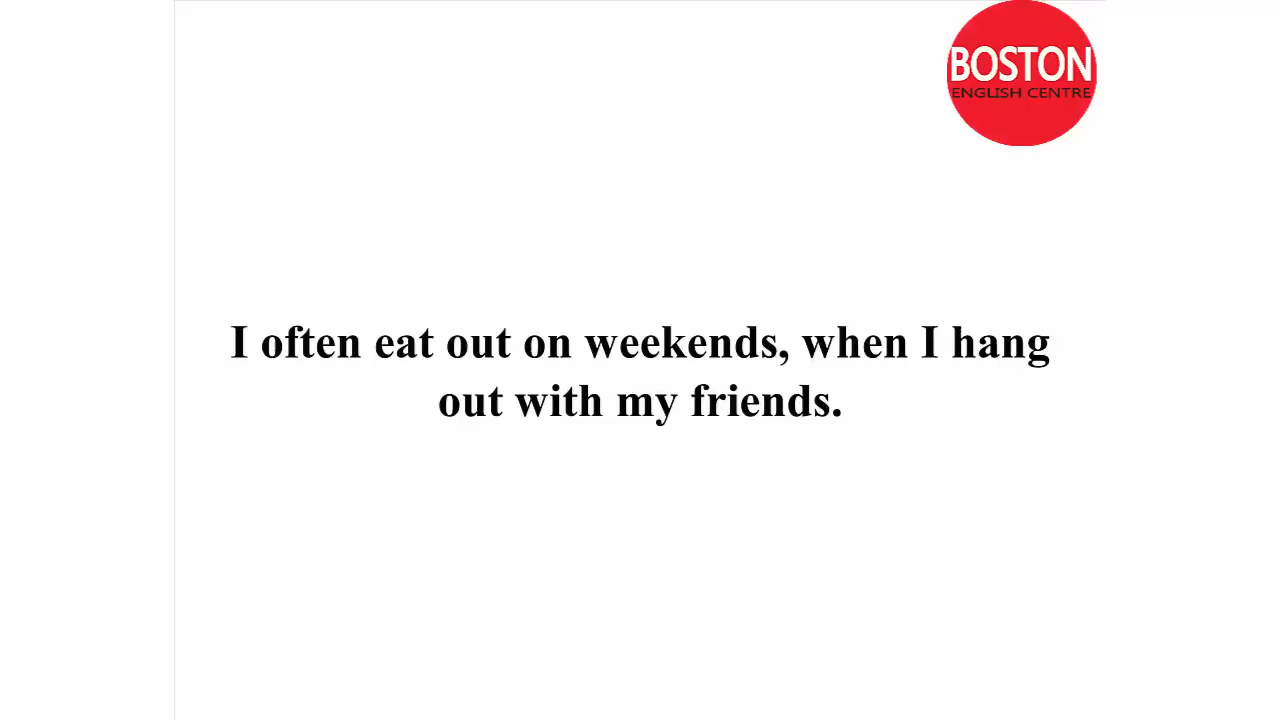 BOSTON
ENGLISH CENTRE
I often eat out on weekends, when I hang
out with my friends.